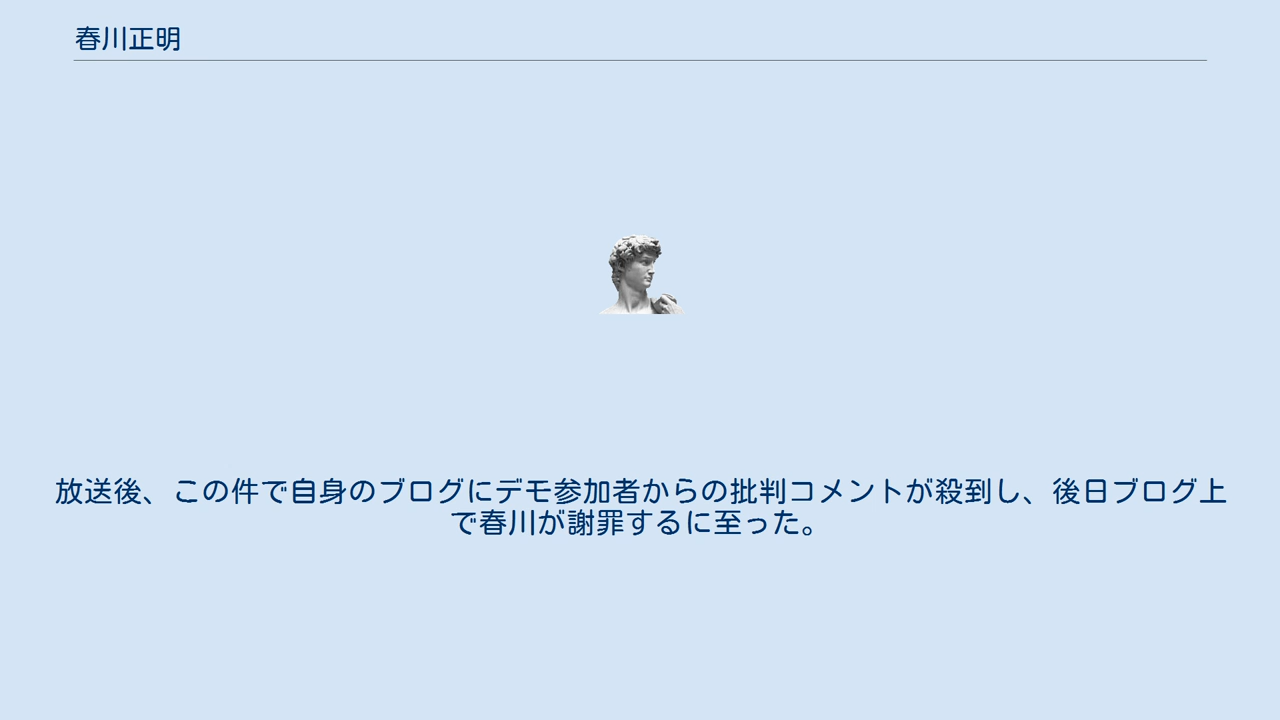 春川正明
放送後、この件で自身のブログにデモ参加者からの批判コメントが殺到し、後日ブログ上
で春川が謝罪するに至った。